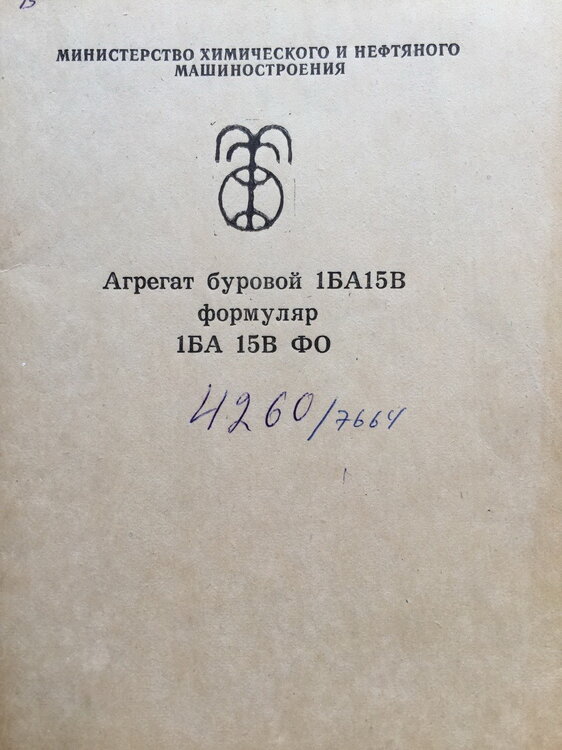 МИНИСТЕРСТВО ХИМИЧЕСКОГО И НЕФТЯНОГО
МАШИНОСТРОЕНИЯ
Агрегат буровой 1БА15В
формуляр
1БА 15В ФО
4260/7664